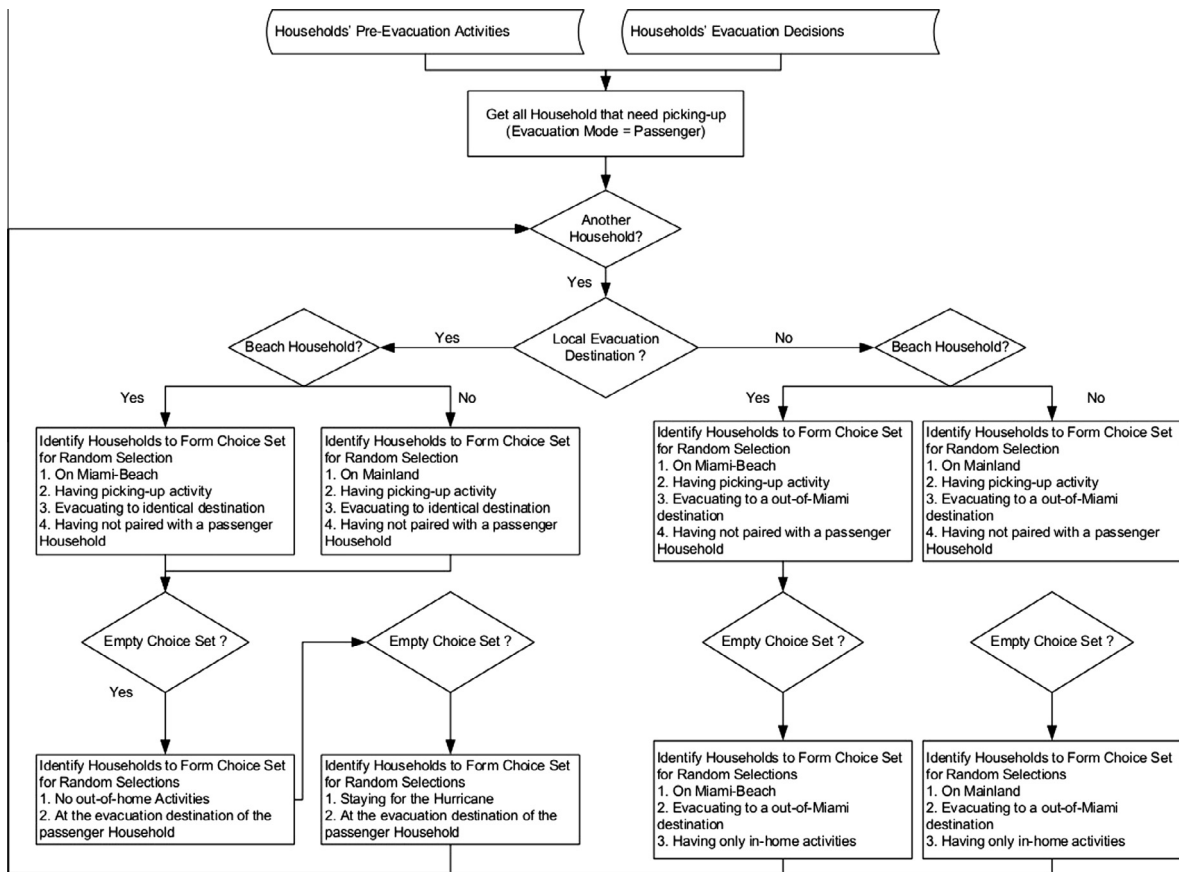 Households' Pre-Evacuation Activities
Households' Evacuation Decisions
Get all Household that need picking-up
(Evacuation Mode = Passenger)
Another
Household?
Yes
Local Evacuation
Destination ?
Yes
No
Beach Household?
Beach Household?
Yes
No
Yes
No
Identify Households to Form Choice Set
for Random Selection
1. On Miami-Beach
2. Having picking-up activity
3. Evacuating to identical destination
4. Having not paired with a passenger
Household
Identify Households to Form Choice Set
for Random Selection
1. On Mainland
2. Having picking-up activity
3. Evacuating to identical destination
4. Having not paired with a passenger
Household
Identify Households to Form Choice Set
for Random Selection
1. On Miami-Beach
2. Having picking-up activity
3. Evacuating to a out-of-Miami
destination
4. Having not paired with a passenger
Household
Identify Households to Form Choice Set
for Random Selection
1. On Mainland
2. Having picking-up activity
3. Evacuating to a out-of-Miami
destination
4. Having not paired with a passenger
Household
Empty Choice Set ?
Empty Choice Set ?
Empty Choice Set ?
Empty Choice Set ?
Yes
Identify Households to Form Choice Set
for Random Selections
1. No out-of-home Activities
2. At the evacuation destination of the
passenger Household
Identify Households to Form Choice Set
for Random Selections
1. Staying for the Hurricane
2. At the evacuation destination of the
passenger Household
Identify Households to Form Choice Set
for Random Selections
1. On Miami-Beach
2. Evacuating to a out-of-Miami
destination
3. Having only in-home activities
Identify Households to Form Choice Set
for Random Selections
1. On Mainland
2. Evacuating to a out-of-Miami
destination
3. Having only in-home activities